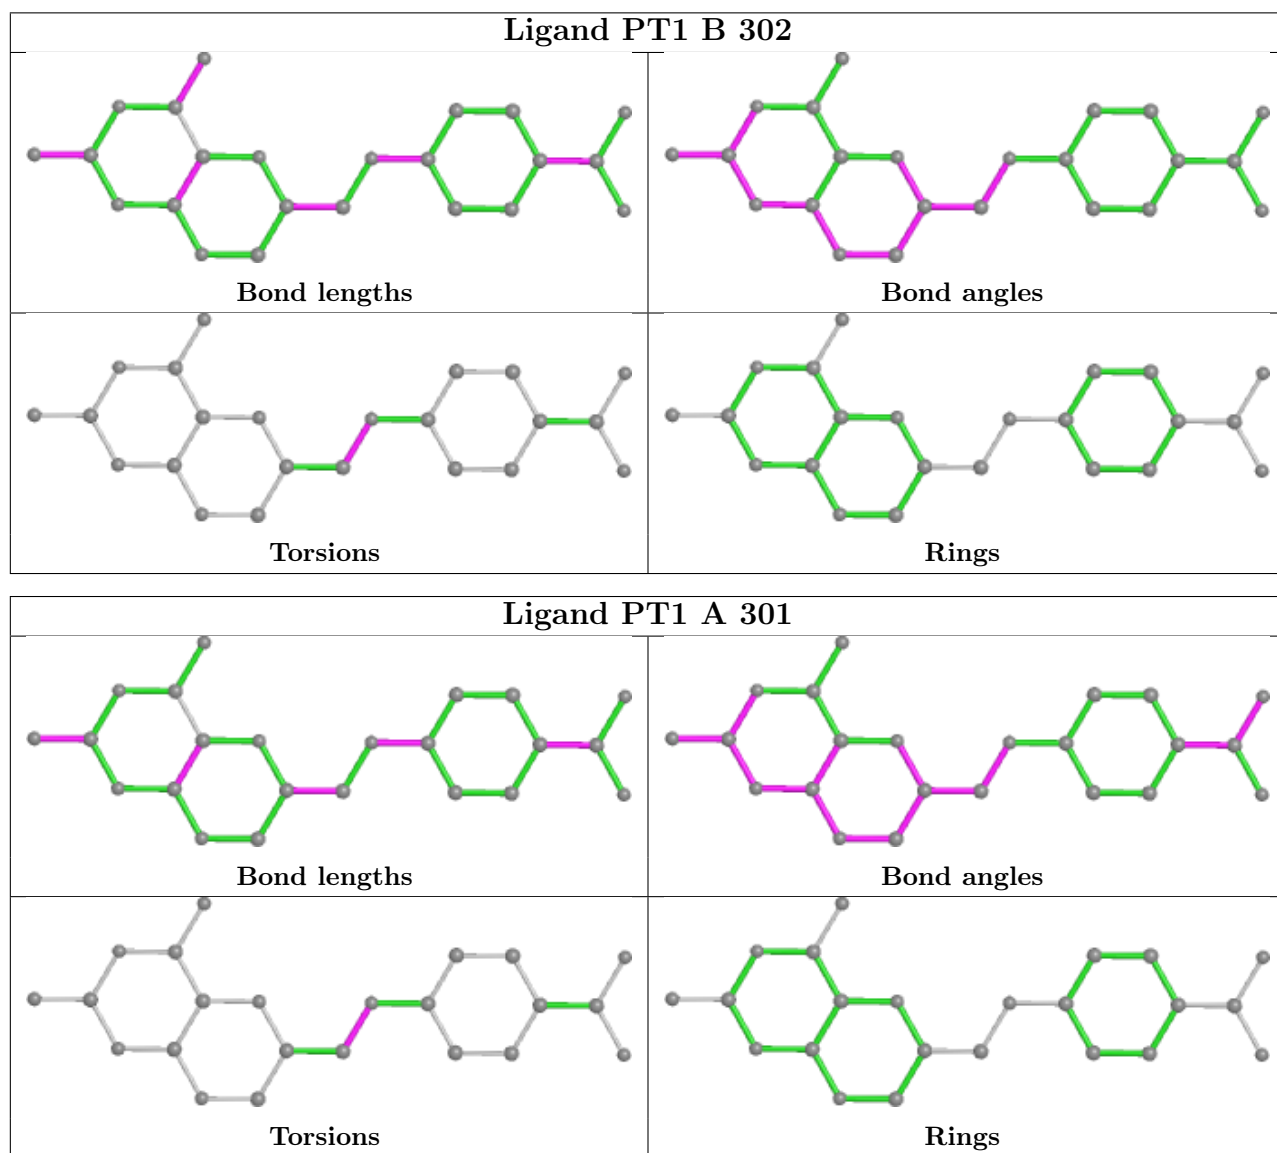 Ligand PT1 B 302
Bond lengths
Bond angles
Torsions
Rings
Ligand PT1 A 301
Bond lengths
Bond angles
Torsions
Rings